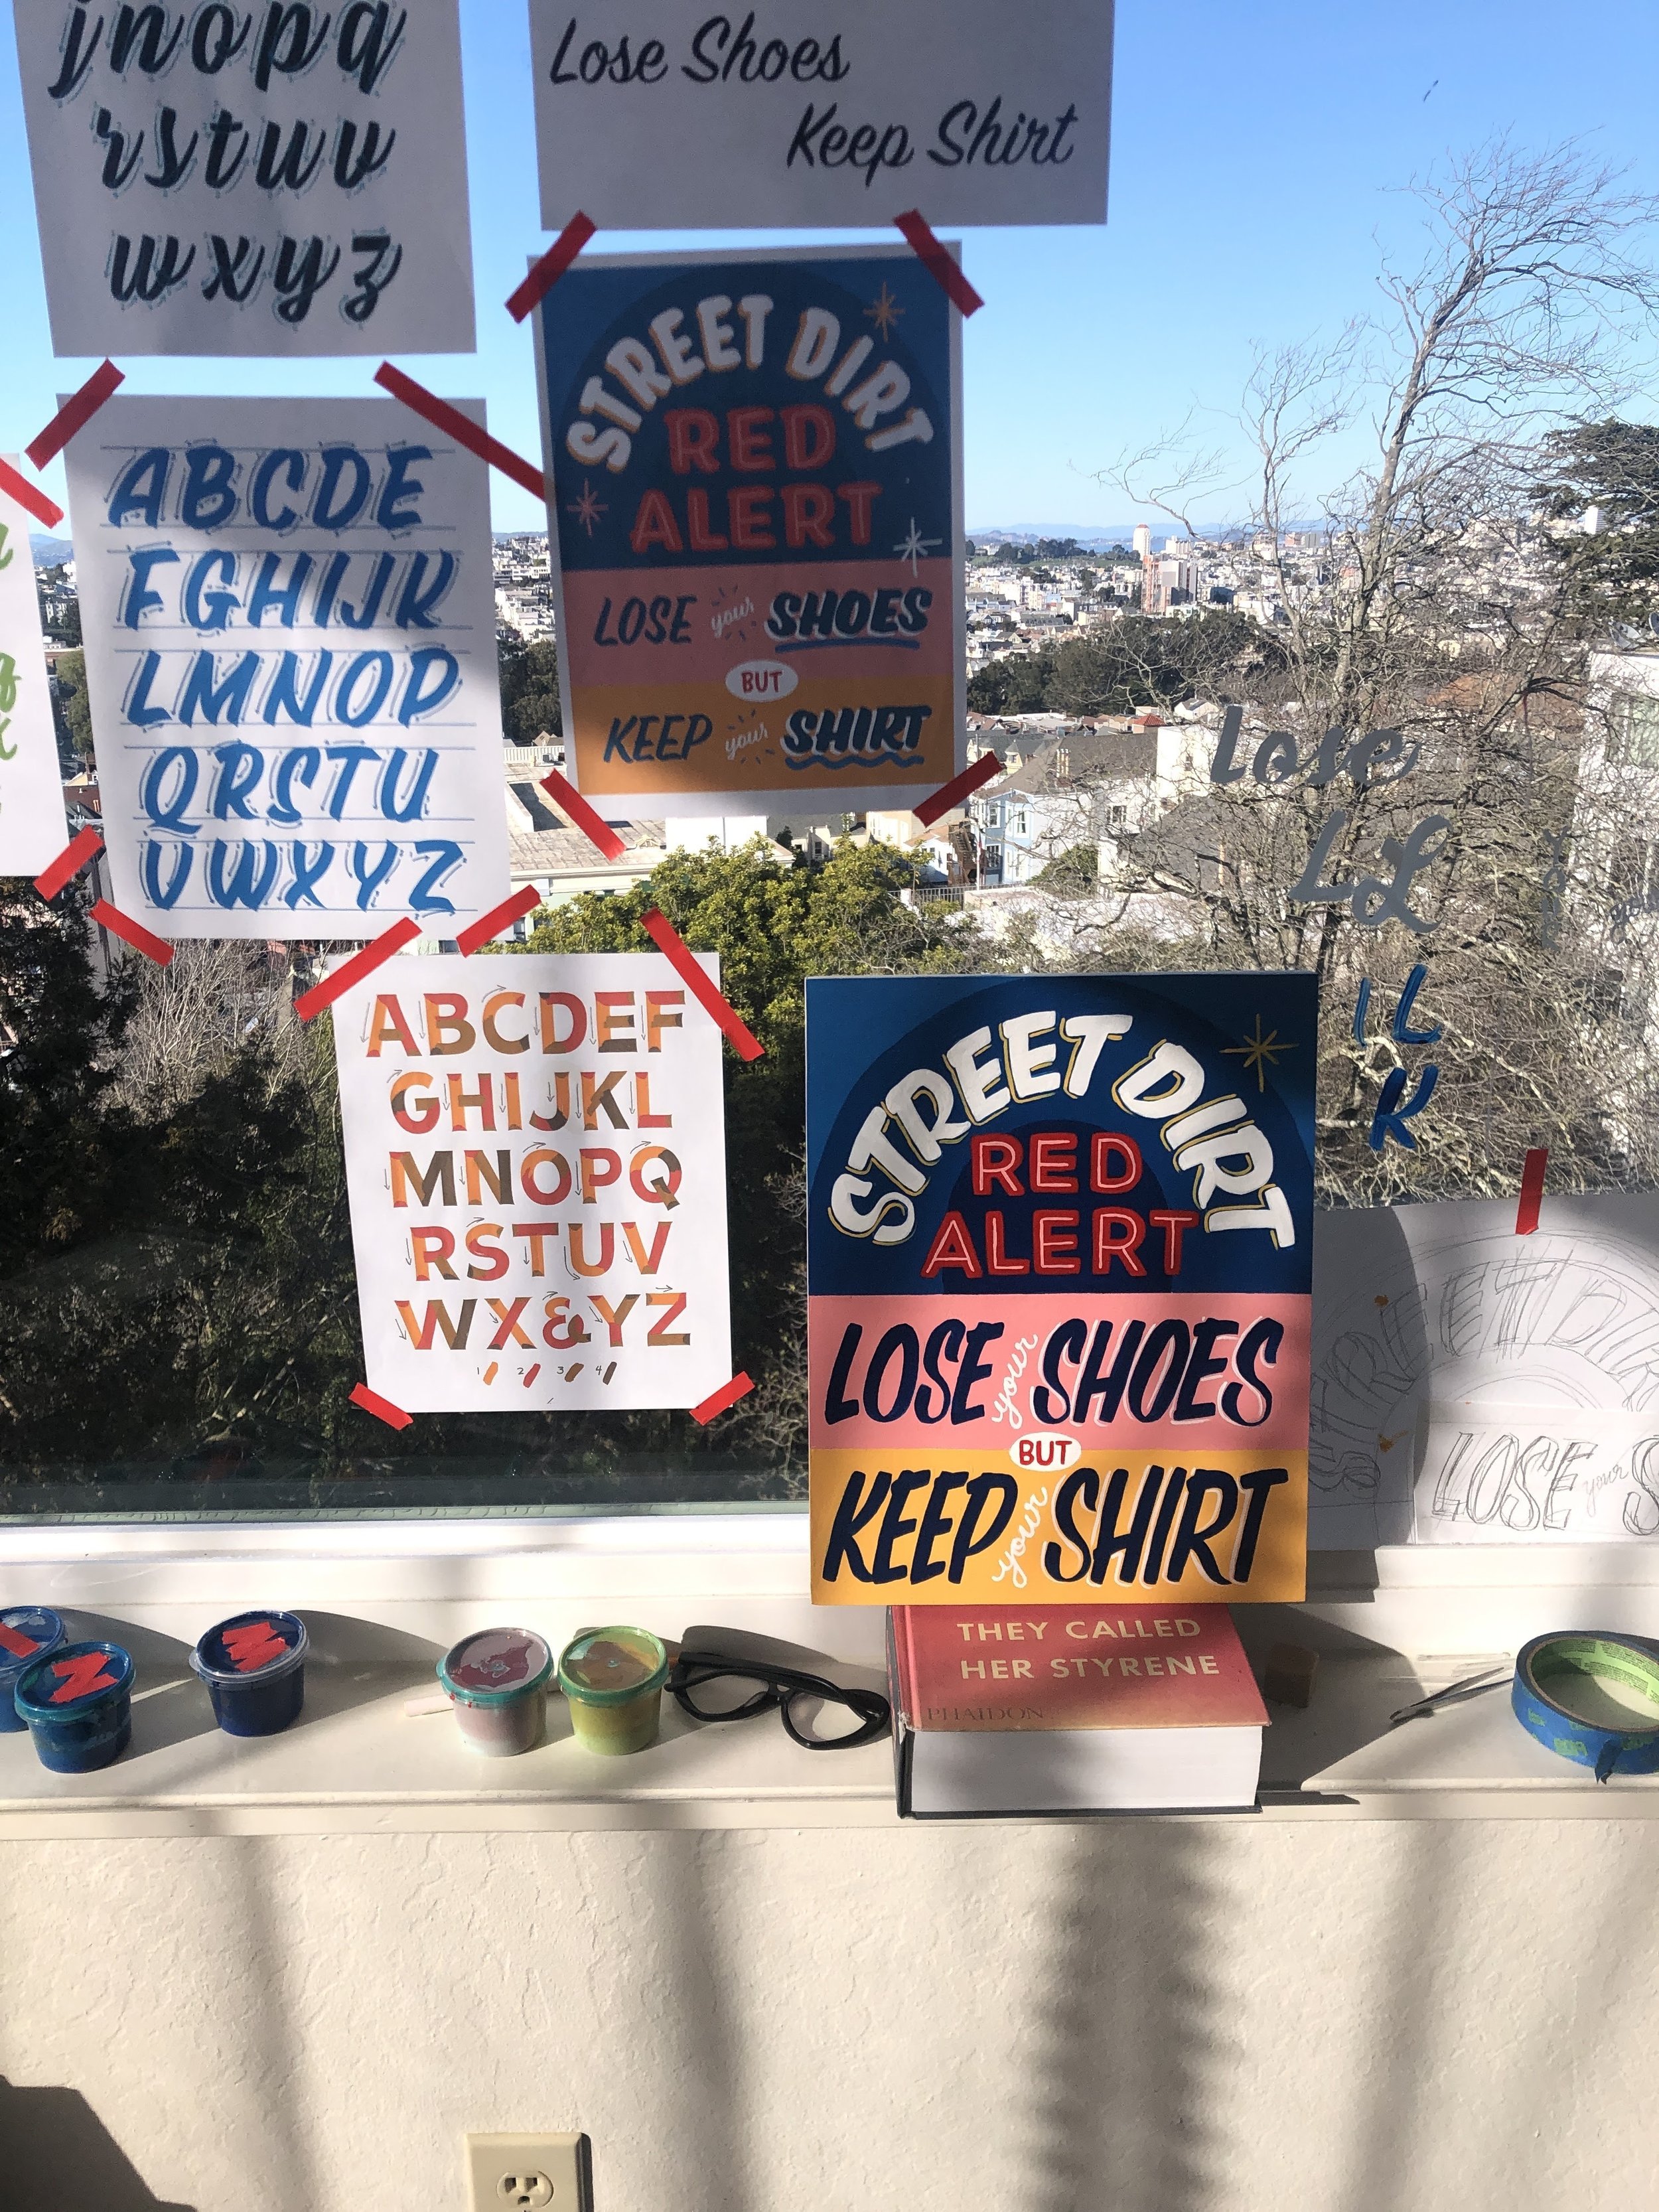 jnopq
rstuv
wxyz
Lose Shoes
Keep Shirt
ABCDE
FGHIJK
LMNOP
QRSTU
VWXYZ
STREET DIRT
RED
ALERT
LOSE your SHOES
BUT
KEEP your SHIRT
Lose
L L
I L
K
ABCDEF
GHIJKL
MNOPQ
RSTUV
WX&YZ
1 2 3 4
STREET DIRT
RED
ALERT
LOSE your SHOES
BUT
KEEP your SHIRT
STREET DIR
LOSE your S
THEY CALLED
HER STYRENE
PHAIDON